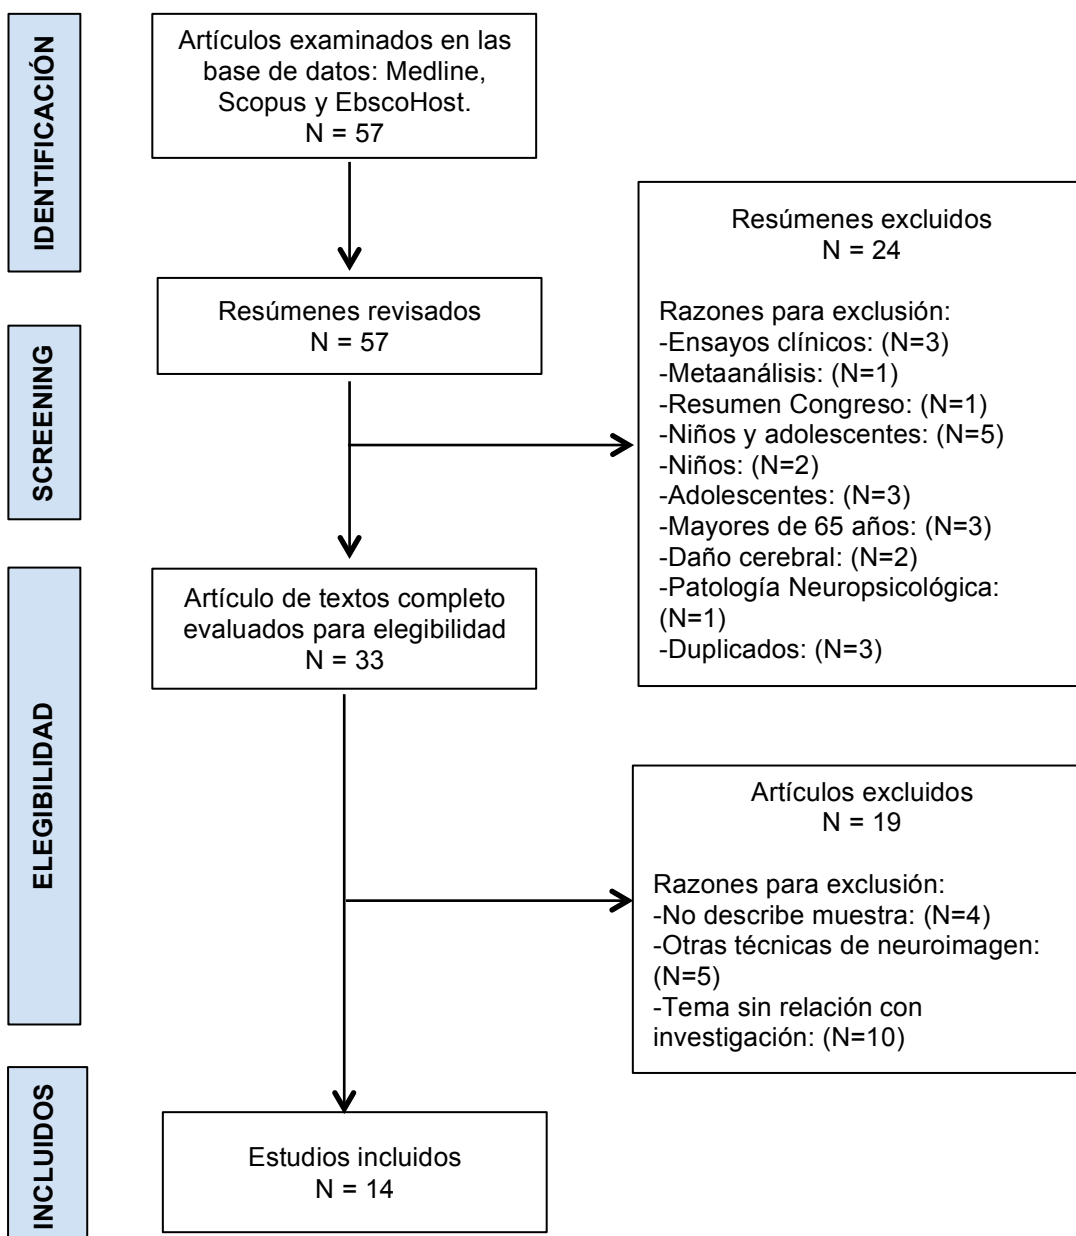 IDENTIFICACIÓN
Artículos examinados en las
base de datos: Medline,
Scopus y EbscoHost.
N = 57
Resúmenes revisados
N = 57
Resúmenes excluidos
N = 24
Razones para exclusión:
-Ensayos clínicos: (N=3)
-Metaanálisis: (N=1)
-Resumen Congreso: (N=1)
-Niños y adolescentes: (N=5)
-Niños: (N=2)
-Adolescentes: (N=3)
-Mayores de 65 años: (N=3)
-Daño cerebral: (N=2)
-Patología Neuropsicológica:
(N=1)
-Duplicados: (N=3)
SCREENING
Artículo de textos completo
evaluados para elegibilidad
N = 33
ELEGIBILIDAD
Artículos excluidos
N = 19
Razones para exclusión:
-No describe muestra: (N=4)
-Otras técnicas de neuroimagen:
(N=5)
-Tema sin relación con
investigación: (N=10)
INCLUIDOS
Estudios incluidos
N = 14